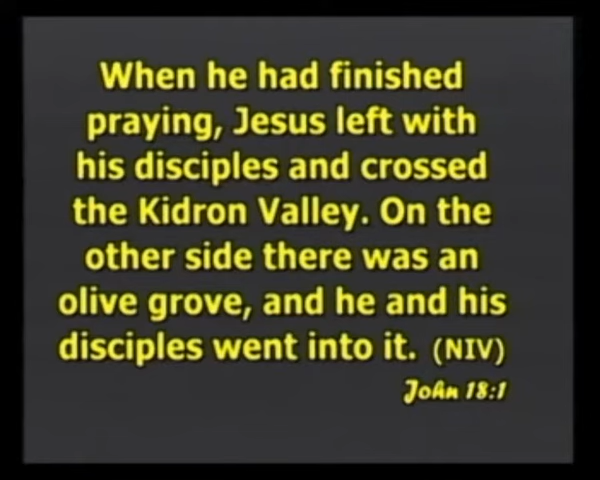 When he had finished
praying, Jesus left with
his disciples and crossed
the Kidron Valley. On the
other side there was an
olive grove, and he and his
disciples went into it. (NIV)
John 18:1